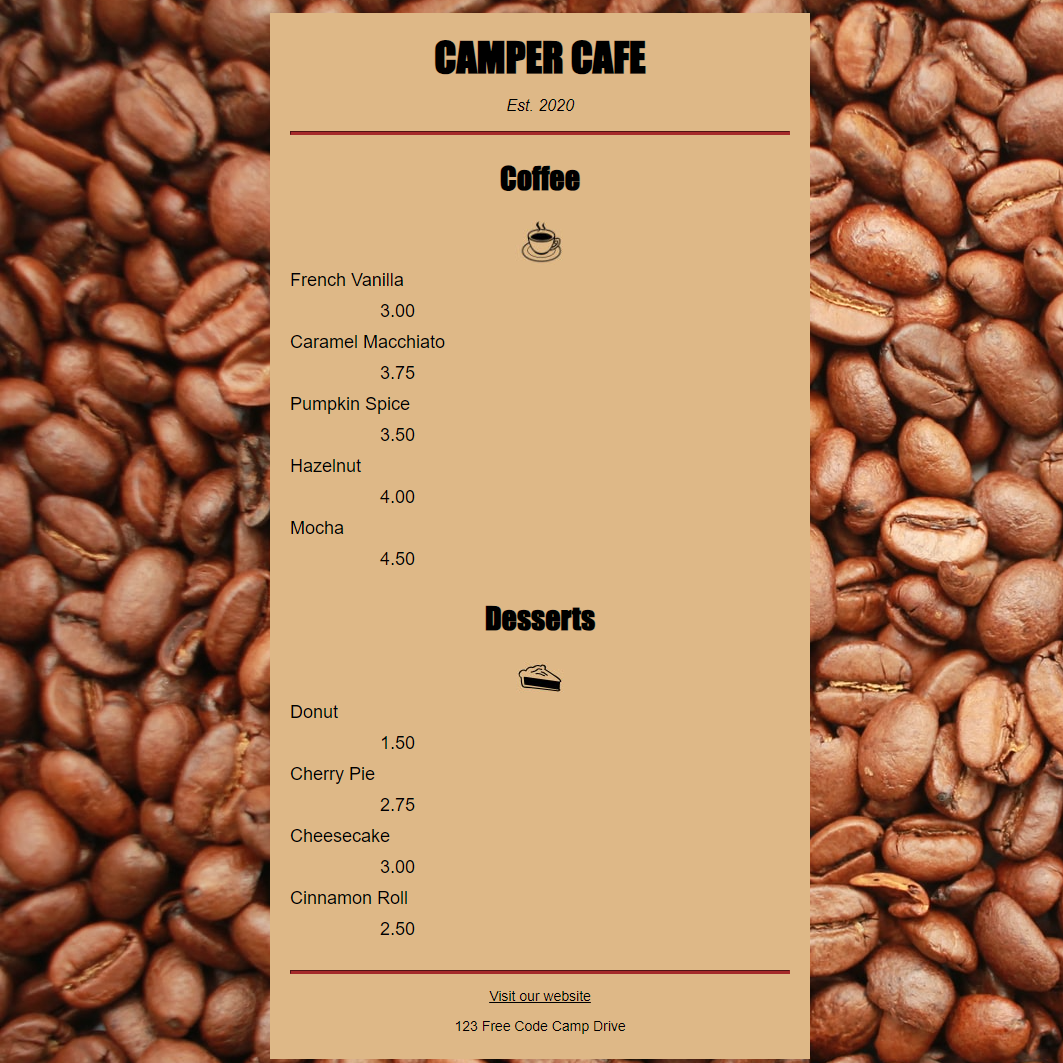 CAMPER CAFE
Est. 2020
Coffee
French Vanilla
3.00
Caramel Macchiato
3.75
Pumpkin Spice
3.50
Hazelnut
4.00
Mocha
4.50
Desserts
Donut
1.50
Cherry Pie
2.75
Cheesecake
3.00
Cinnamon Roll
2.50
Visit our website
123 Free Code Camp Drive